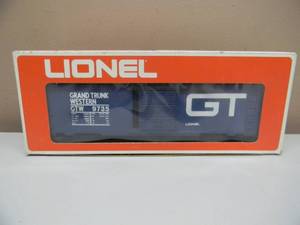 LIONEL
GRAND TRUNK
WESTERN
GTW 9735
GT
LIONEL